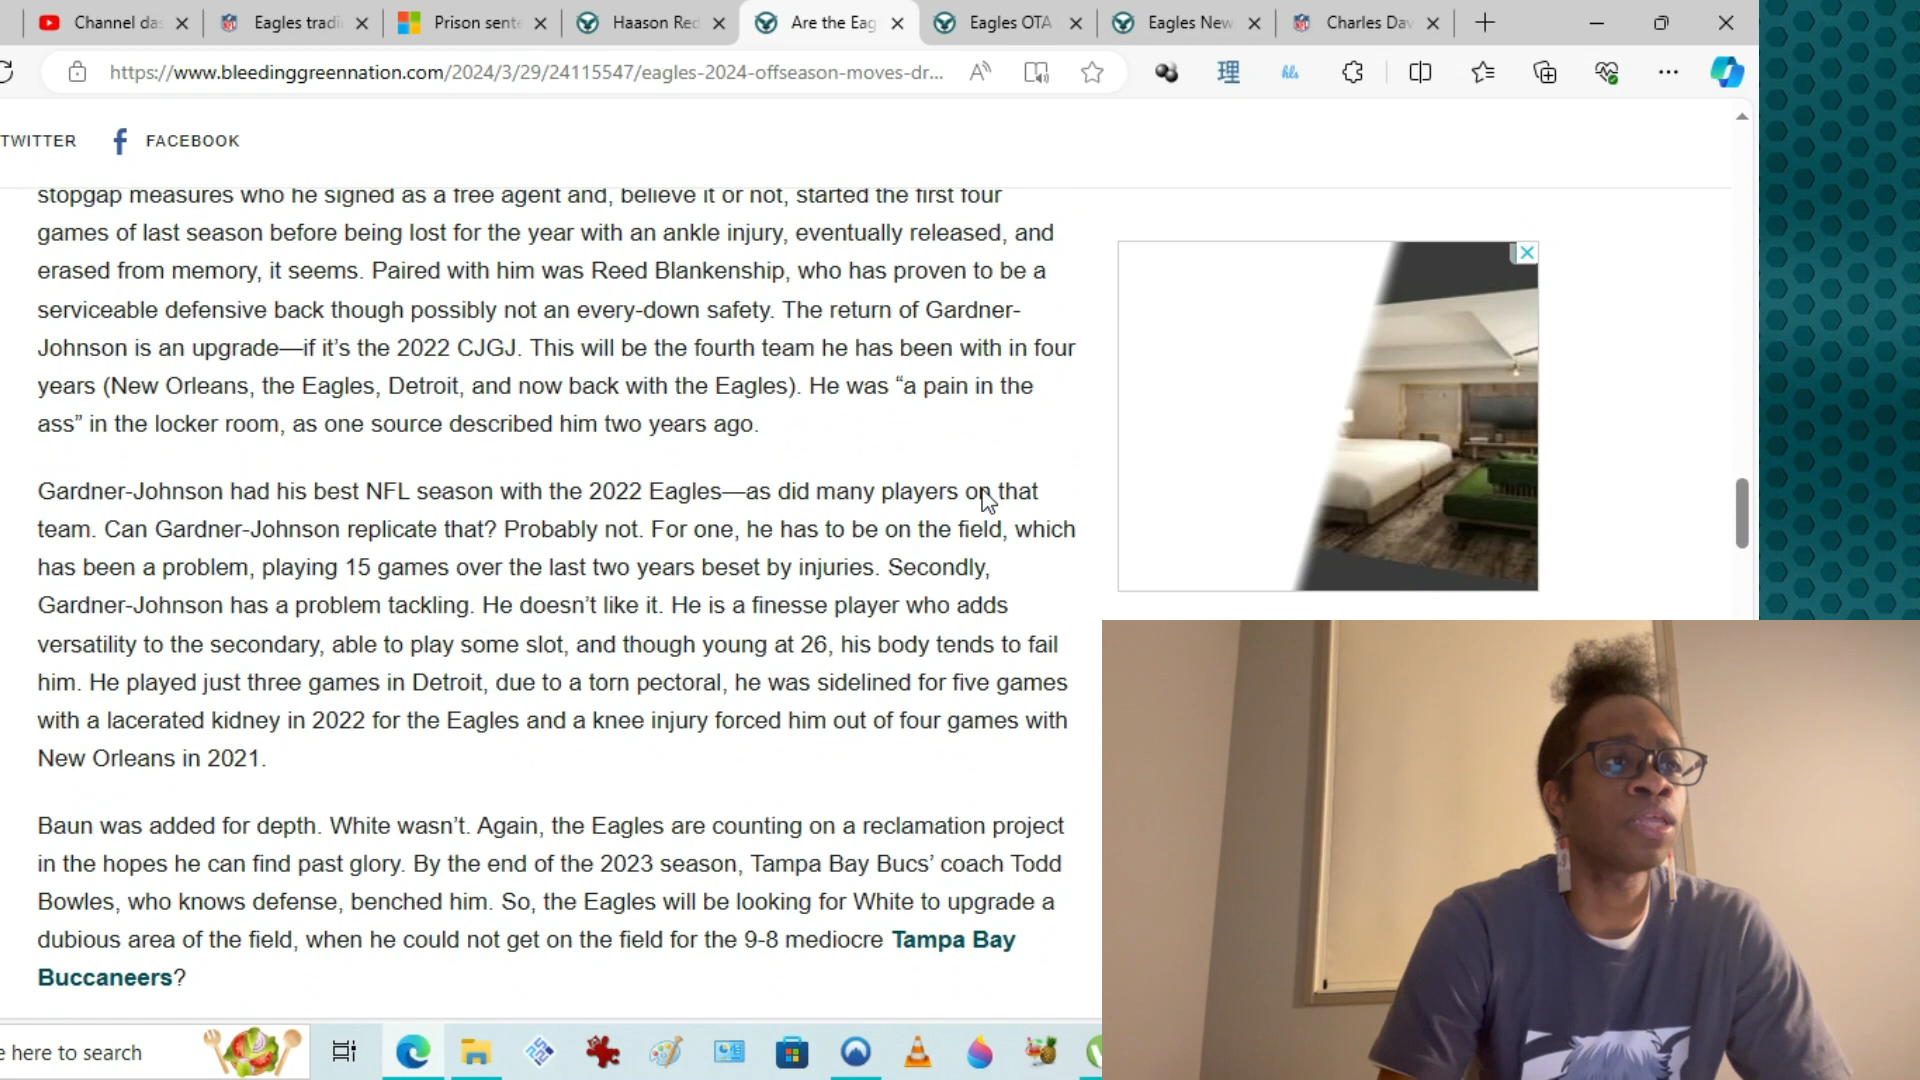 Channel da
Eagles tradi
Prison sent
Haason Red
Are the Eag
Eagles OTA
Eagles New
Charles Dav
https://www.bleedinggreennation.com/2024/3/29/24115547/eagles-2024-offseason-moves-dr...
理
hls
TWITTER
FACEBOOK
stopgap measures who he signed as a free agent and, believe it or not, started the first four
games of last season before being lost for the year with an ankle injury, eventually released, and
erased from memory, it seems. Paired with him was Reed Blankenship, who has proven to be a
serviceable defensive back though possibly not an every-down safety. The return of Gardner-
Johnson is an upgrade—if it’s the 2022 CJGJ. This will be the fourth team he has been with in four
years (New Orleans, the Eagles, Detroit, and now back with the Eagles). He was “a pain in the
ass” in the locker room, as one source described him two years ago.
Gardner-Johnson had his best NFL season with the 2022 Eagles—as did many players on that
team. Can Gardner-Johnson replicate that? Probably not. For one, he has to be on the field, which
has been a problem, playing 15 games over the last two years beset by injuries. Secondly,
Gardner-Johnson has a problem tackling. He doesn’t like it. He is a finesse player who adds
versatility to the secondary, able to play some slot, and though young at 26, his body tends to fail
him. He played just three games in Detroit, due to a torn pectoral, he was sidelined for five games
with a lacerated kidney in 2022 for the Eagles and a knee injury forced him out of four games with
New Orleans in 2021.
Baun was added for depth. White wasn’t. Again, the Eagles are counting on a reclamation project
in the hopes he can find past glory. By the end of the 2023 season, Tampa Bay Bucs’ coach Todd
Bowles, who knows defense, benched him. So, the Eagles will be looking for White to upgrade a
dubious area of the field, when he could not get on the field for the 9-8 mediocre Tampa Bay
Buccaneers?
e here to search